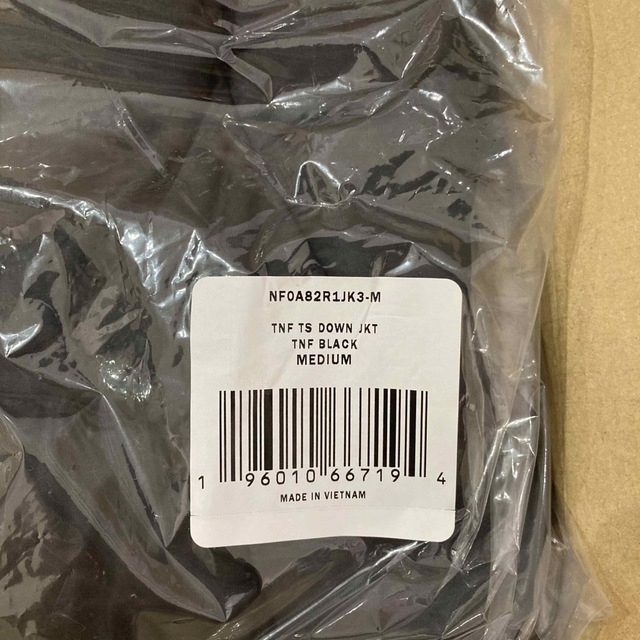 NF0A82R1JK3-M
TNF TS DOWN JKT
TNF BLACK
MEDIUM
1 96010 66719 4
MADE IN VIETNAM